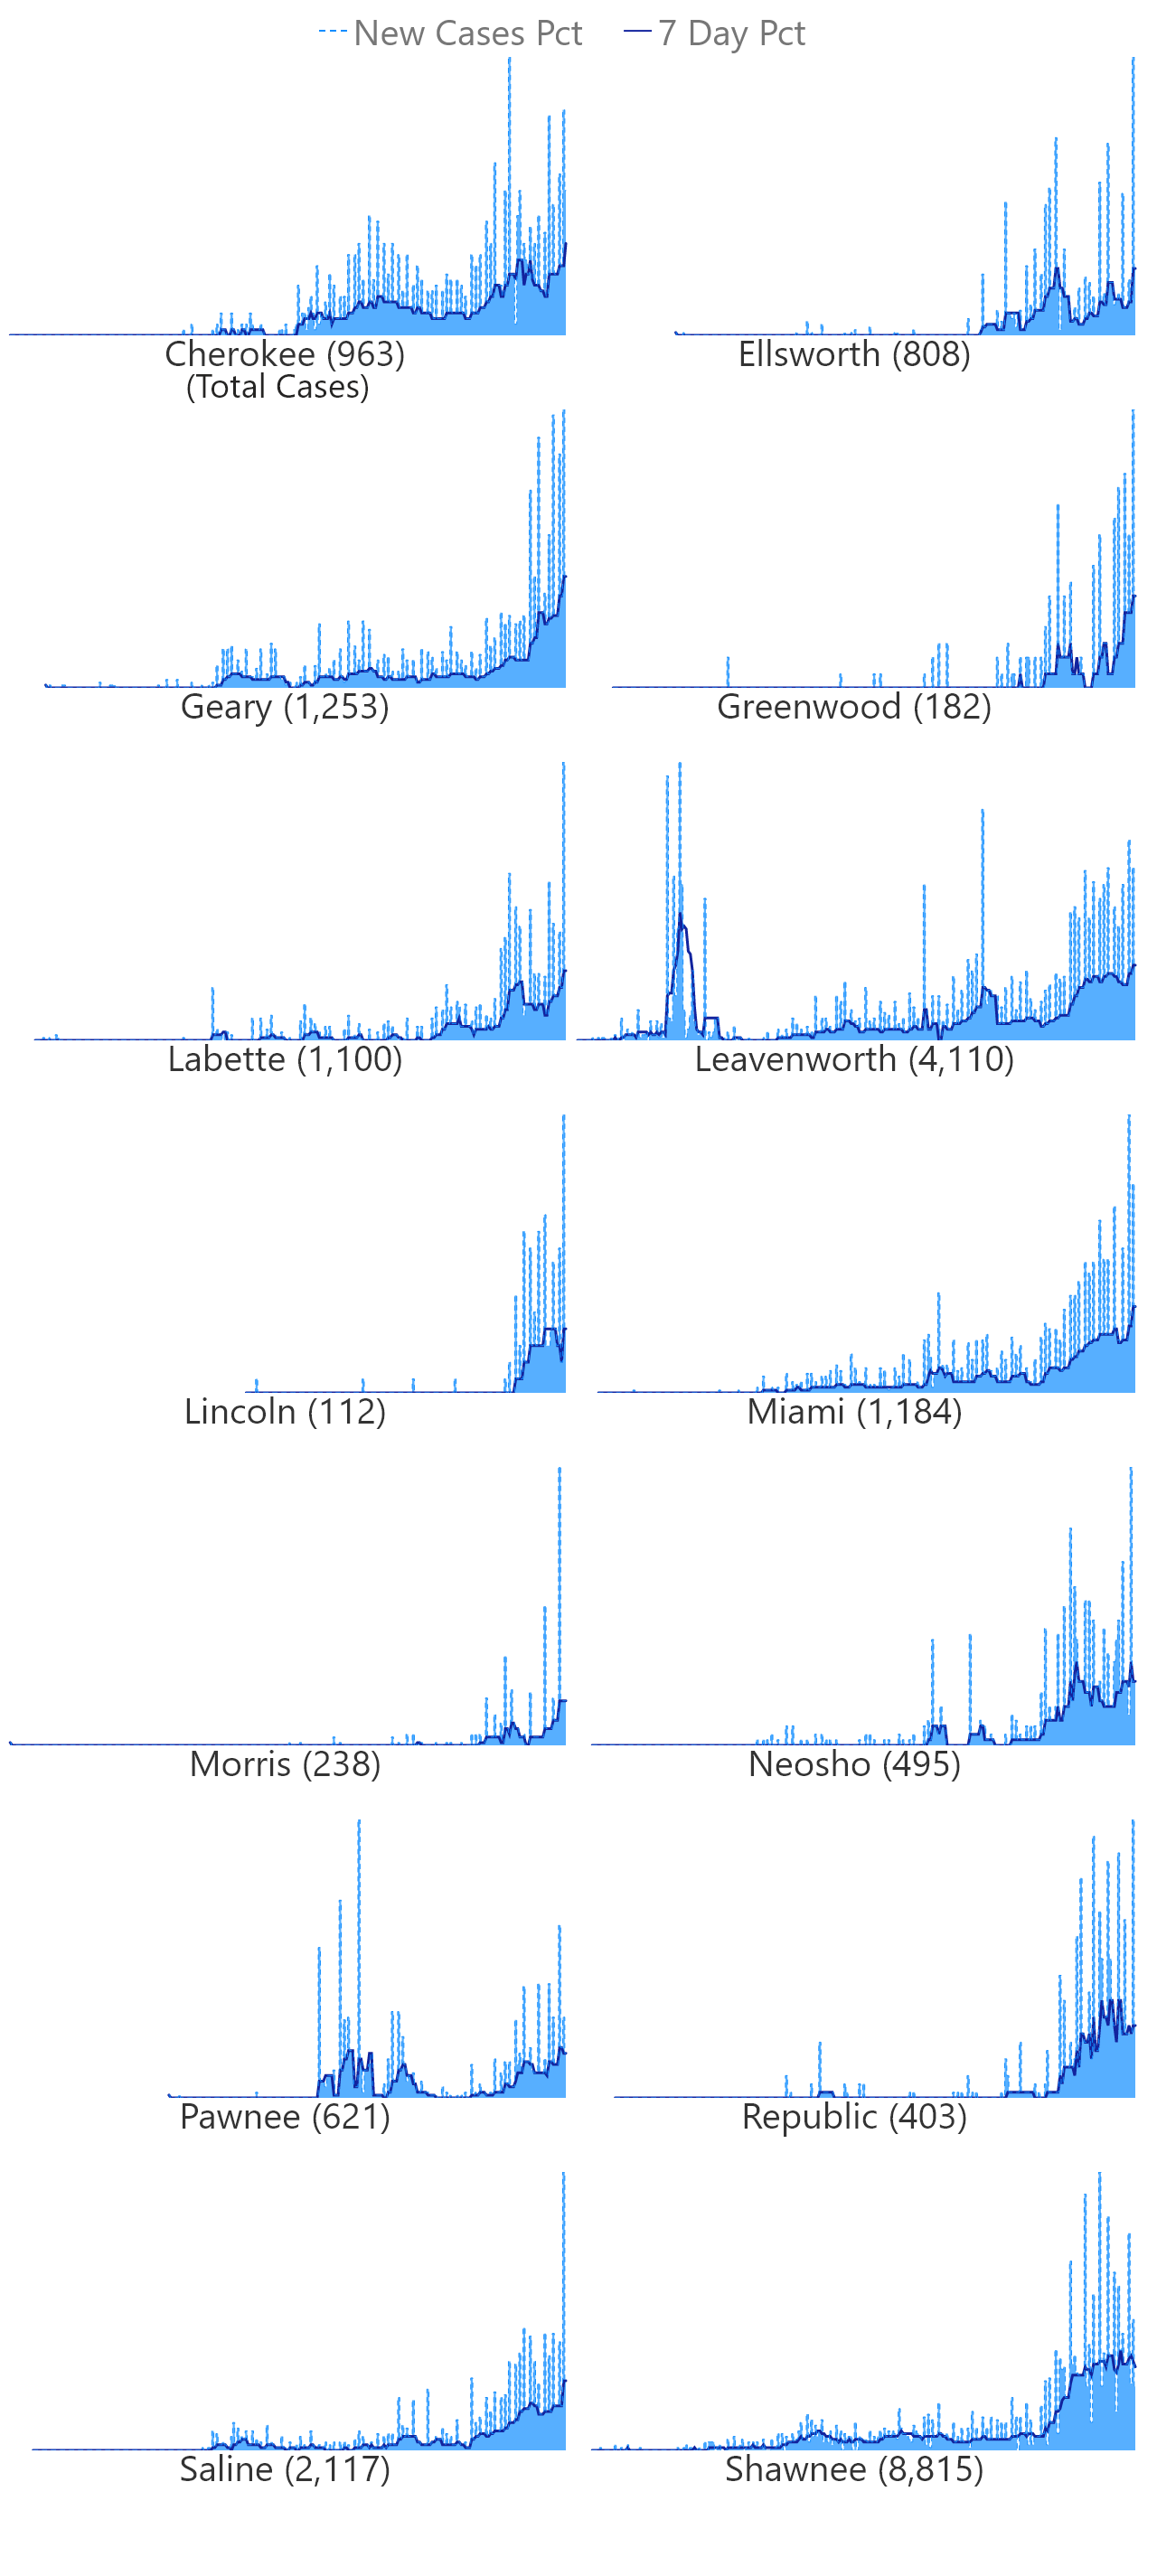 New Cases Pct 7 Day Pct
Cherokee (963) Ellsworth (808)
(Total Cases)
Geary (1,253) Greenwood (182)
Labette (1,100) Leavenworth (4,110)
Lincoln (112) Miami (1,184)
Morris (238) Neosho (495)
Pawnee (621) Republic (403)
Saline (2,117) Shawnee (8,815)